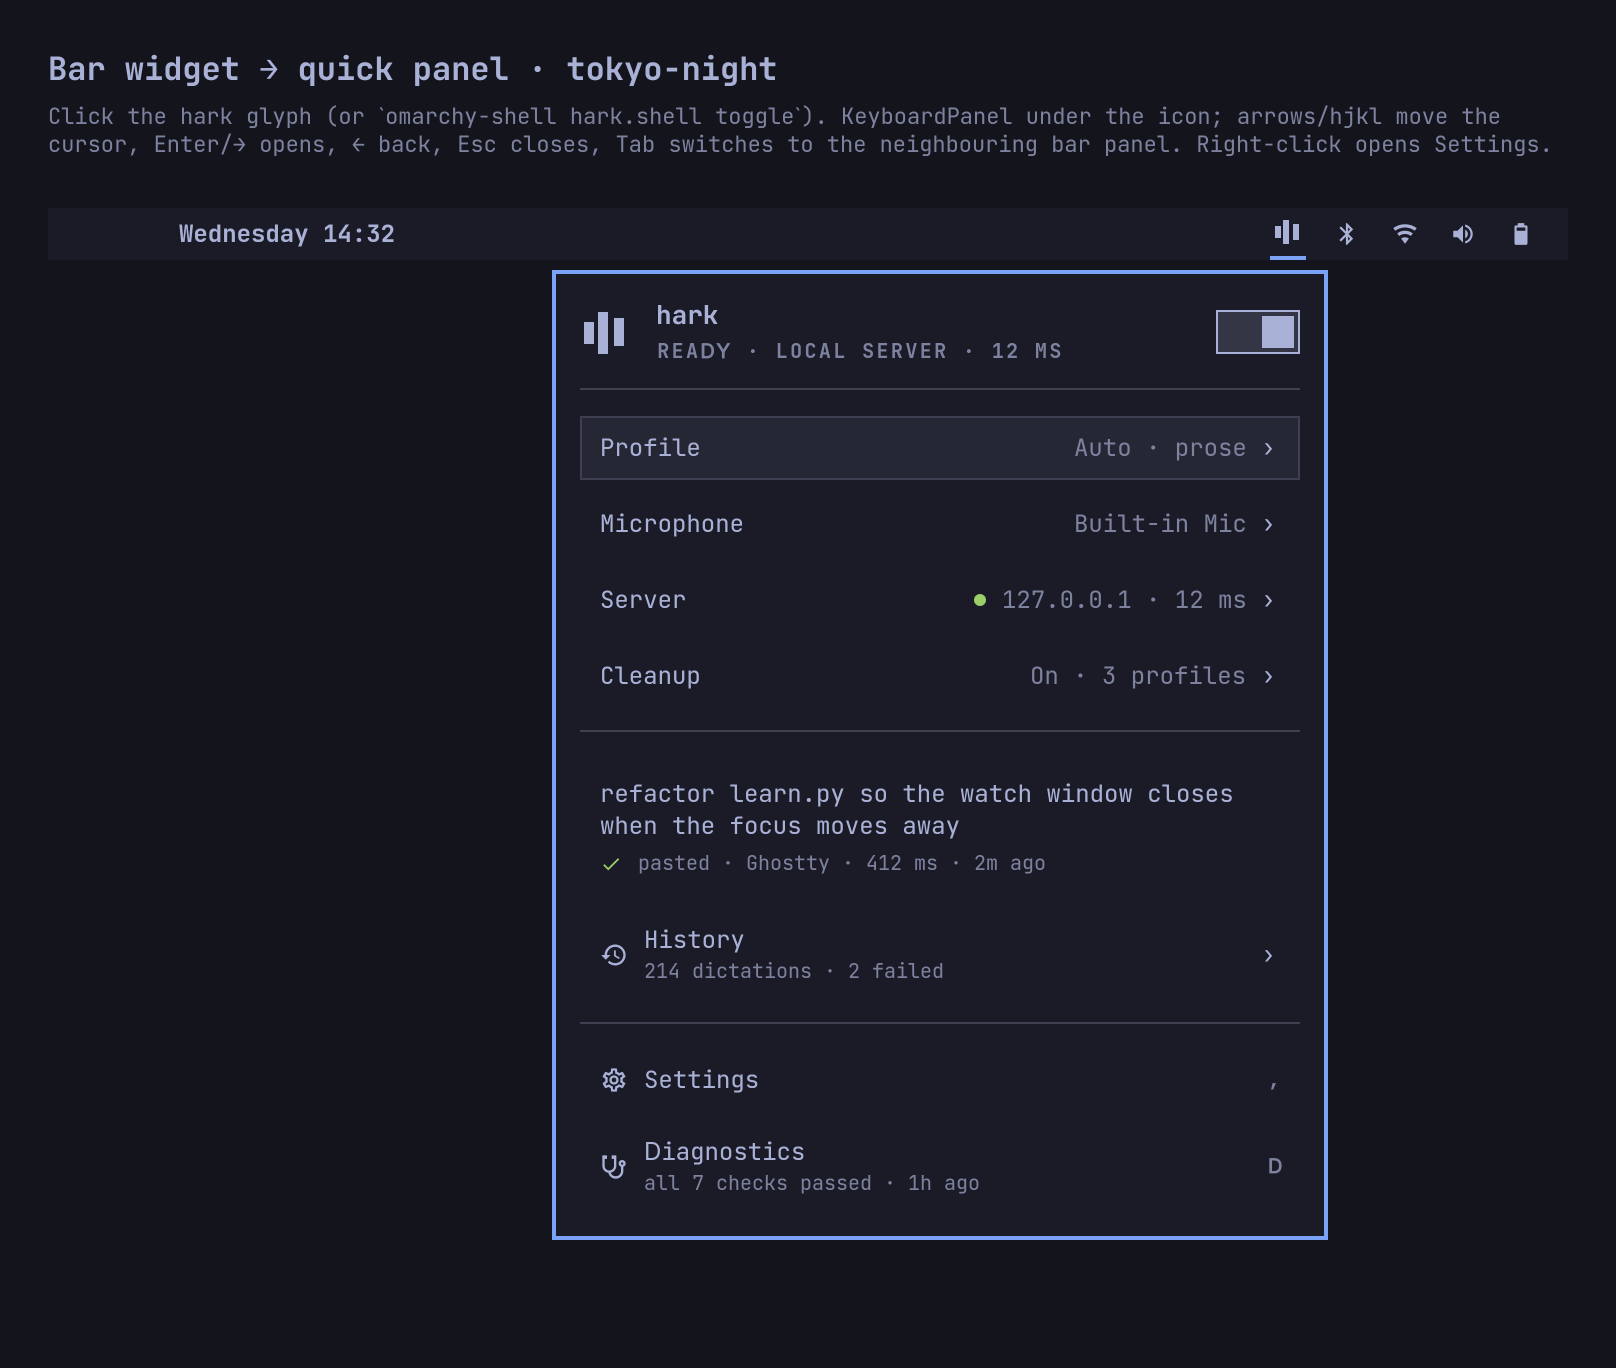 Bar widget → quick panel · tokyo-night
Click the hark glyph (or `omarchy-shell hark.shell toggle`). KeyboardPanel under the icon; arrows/hjkl move the
cursor, Enter/→ opens, ← back, Esc closes, Tab switches to the neighbouring bar panel. Right-click opens Settings.
Wednesday 14:32
hark
READY · LOCAL SERVER · 12 MS
Profile Auto · prose ›
Microphone Built-in Mic ›
Server 127.0.0.1 · 12 ms ›
Cleanup On · 3 profiles ›
refactor learn.py so the watch window closes
when the focus moves away
✓ pasted · Ghostty · 412 ms · 2m ago
History ›
214 dictations · 2 failed
Settings ,
Diagnostics D
all 7 checks passed · 1h ago